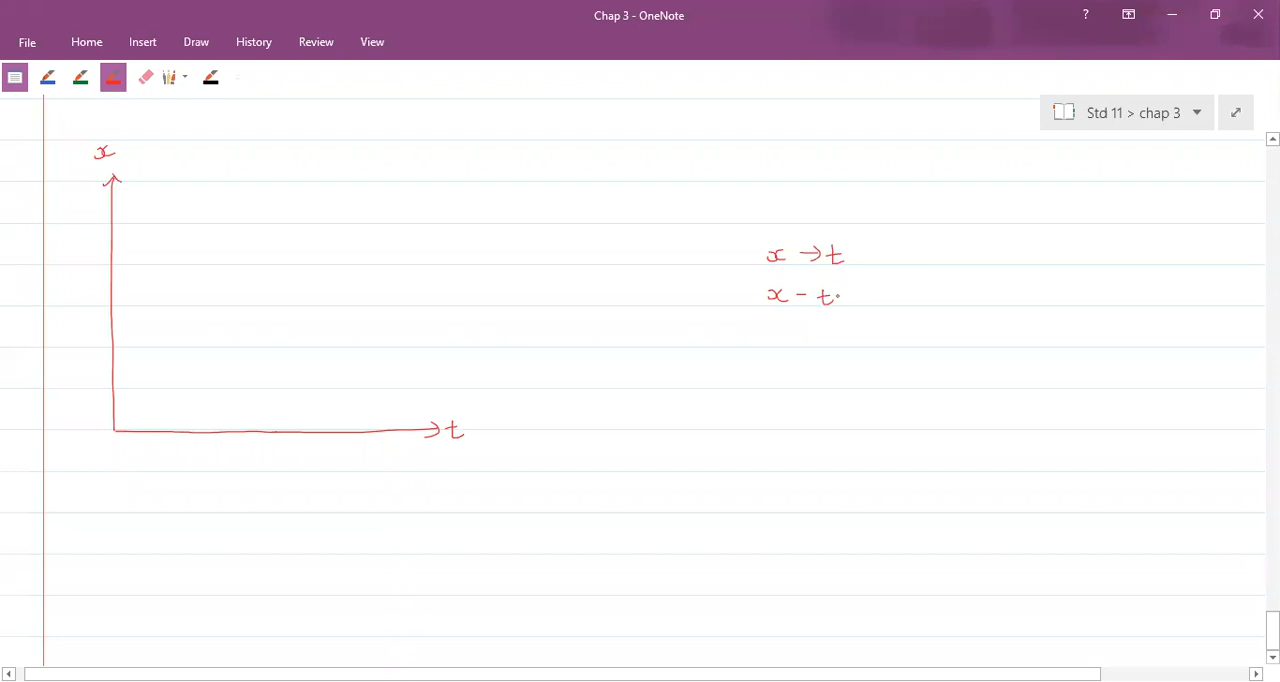 Chap 3 - OneNote
?
File Home Insert Draw History Review View
Std 11 > chap 3
x
x → t
x - t
t